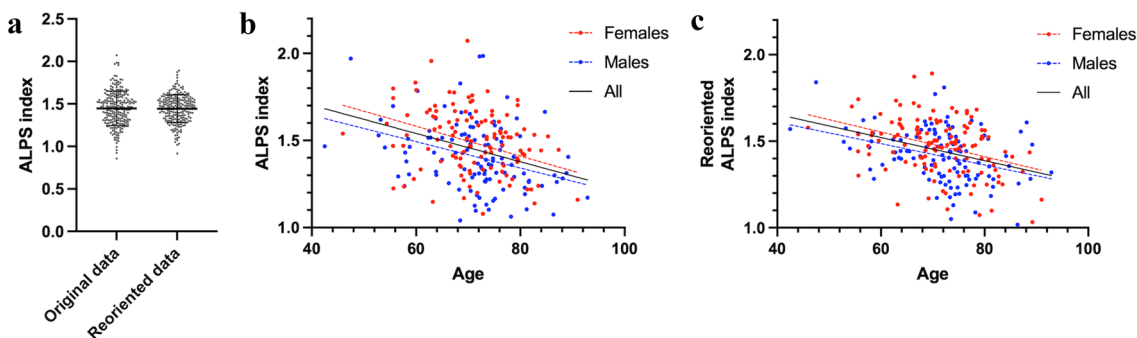 a
2.5
2.0
1.5
1.0
0.5
0.0
ALPS index
Original data
Reoriented data
b
Females
Males
All
2.0
1.5
1.0
ALPS index
40
60
80
100
Age
c
Females
Males
All
2.0
1.5
1.0
Reoriented
ALPS index
40
60
80
100
Age